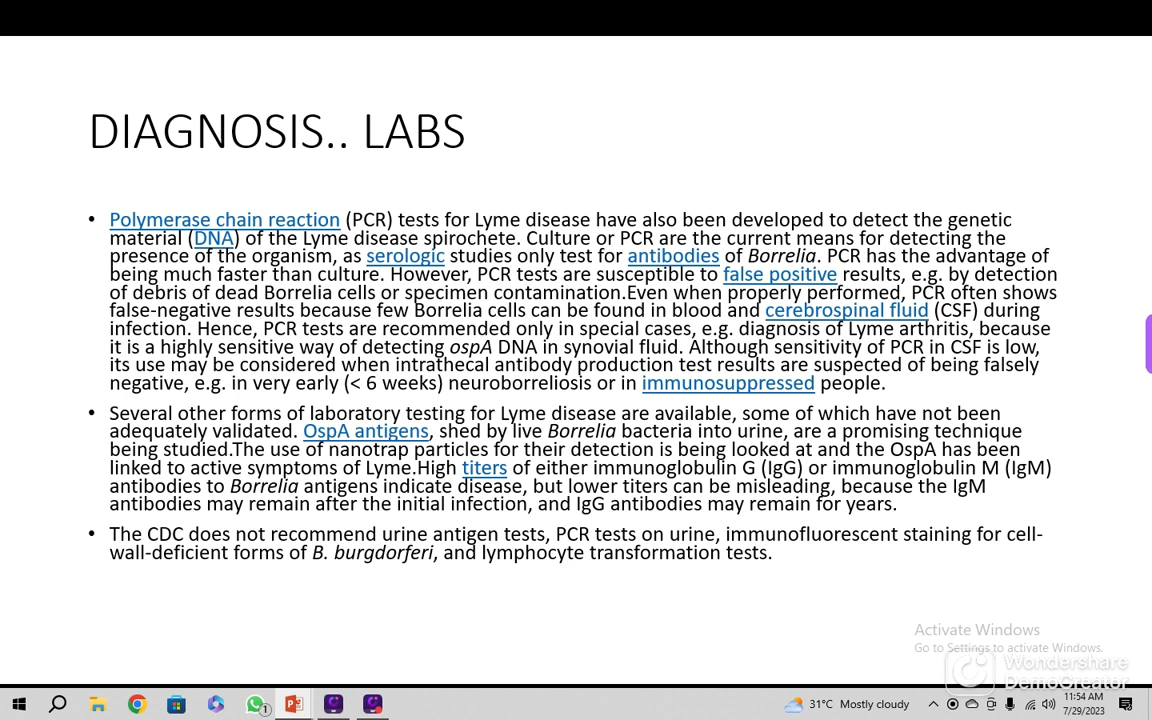 DIAGNOSIS.. LABS
• Polymerase chain reaction (PCR) tests for Lyme disease have also been developed to detect the genetic
material (DNA) of the Lyme disease spirochete. Culture or PCR are the current means for detecting the
presence of the organism, as serologic studies only test for antibodies of Borrelia. PCR has the advantage of
being much faster than culture. However, PCR tests are susceptible to false positive results, e.g. by detection
of debris of dead Borrelia cells or specimen contamination.Even when properly performed, PCR often shows
false-negative results because few Borrelia cells can be found in blood and cerebrospinal fluid (CSF) during
infection. Hence, PCR tests are recommended only in special cases, e.g. diagnosis of Lyme arthritis, because
it is a highly sensitive way of detecting ospA DNA in synovial fluid. Although sensitivity of PCR in CSF is low,
its use may be considered when intrathecal antibody production test results are suspected of being falsely
negative, e.g. in very early (< 6 weeks) neuroborreliosis or in immunosuppressed people.
• Several other forms of laboratory testing for Lyme disease are available, some of which have not been
adequately validated. OspA antigens, shed by live Borrelia bacteria into urine, are a promising technique
being studied.The use of nanotrap particles for their detection is being looked at and the OspA has been
linked to active symptoms of Lyme.High titers of either immunoglobulin G (IgG) or immunoglobulin M (IgM)
antibodies to Borrelia antigens indicate disease, but lower titers can be misleading, because the IgM
antibodies may remain after the initial infection, and IgG antibodies may remain for years.
• The CDC does not recommend urine antigen tests, PCR tests on urine, immunofluorescent staining for cell-
wall-deficient forms of B. burgdorferi, and lymphocyte transformation tests.
Activate Windows
Go to Settings to activate Windows.
Wondershare
DemoCreator
1
31°C Mostly cloudy
11:54 AM
7/29/2023